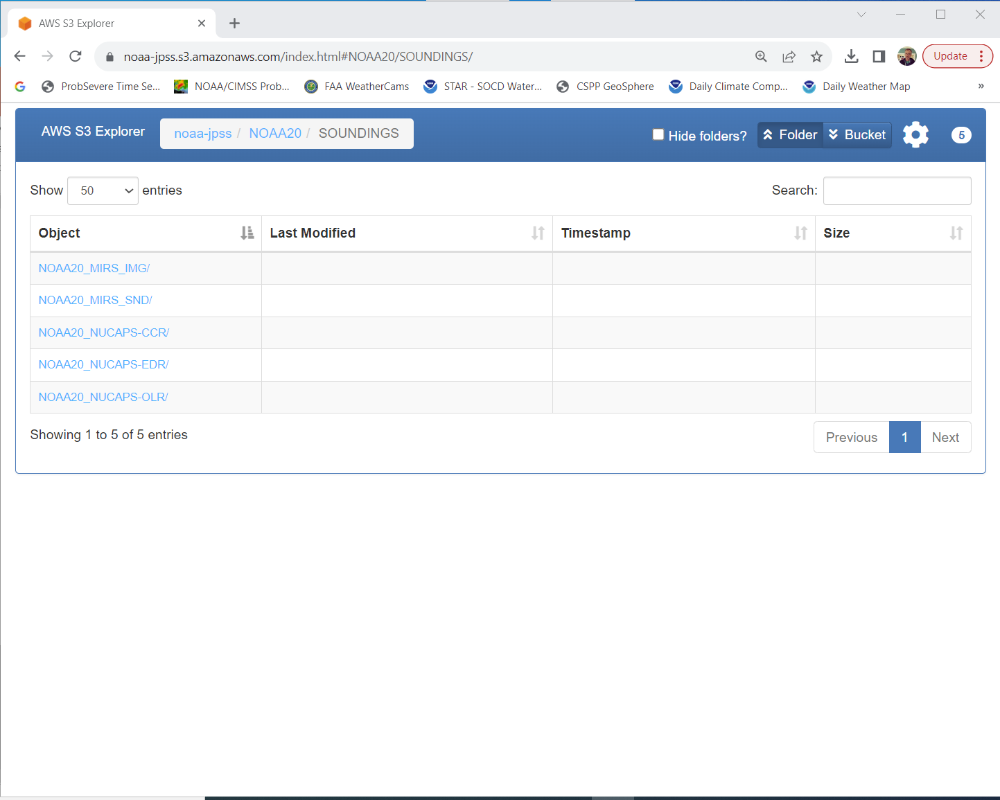 AWS S3 Explorer
noaa-jpss.s3.amazonaws.com/index.html#NOAA20/SOUNDINGS/
Update
ProbSevere Time Se... NOAA/CIMSS Prob... FAA WeatherCams STAR - SOCD Water... CSPP GeoSphere Daily Climate Comp... Daily Weather Map »
AWS S3 Explorer noaa-jpss / NOAA20 / SOUNDINGS Hide folders? Folder Bucket 5
Show 50 entries Search:
Object Last Modified Timestamp Size
NOAA20_MIRS_IMG/
NOAA20_MIRS_SND/
NOAA20_NUCAPS-CCR/
NOAA20_NUCAPS-EDR/
NOAA20_NUCAPS-OLR/
Showing 1 to 5 of 5 entries Previous 1 Next